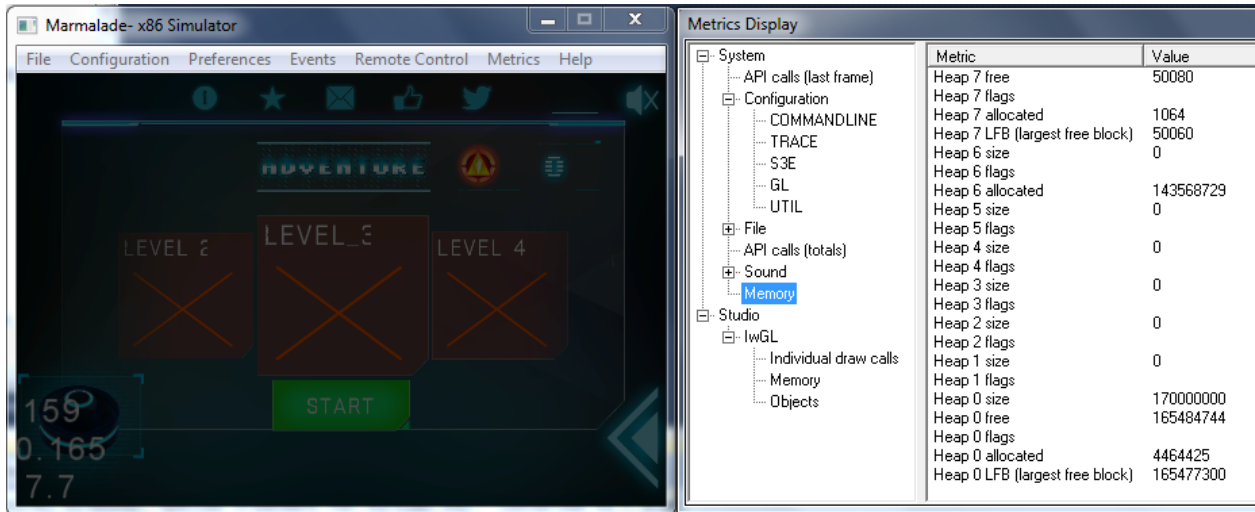 Marmalade- x86 Simulator
File Configuration Preferences Events Remote Control Metrics Help
ADVENTURE
LEVEL 2
LEVEL_3
LEVEL 4
START
159
0.165
7.7
Metrics Display
System
API calls (last frame)
Configuration
COMMANDLINE
TRACE
S3E
GL
UTIL
File
API calls (totals)
Sound
Memory
Studio
IwGL
Individual draw calls
Memory
Objects
Metric Value
Heap 7 free 50080
Heap 7 flags
Heap 7 allocated 1064
Heap 7 LFB (largest free block) 50060
Heap 6 size 0
Heap 6 flags
Heap 6 allocated 143568729
Heap 5 size 0
Heap 5 flags
Heap 4 size 0
Heap 4 flags
Heap 3 size 0
Heap 3 flags
Heap 2 size 0
Heap 2 flags
Heap 1 size 0
Heap 1 flags
Heap 0 size 170000000
Heap 0 free 165484744
Heap 0 flags
Heap 0 allocated 4464425
Heap 0 LFB (largest free block) 165477300